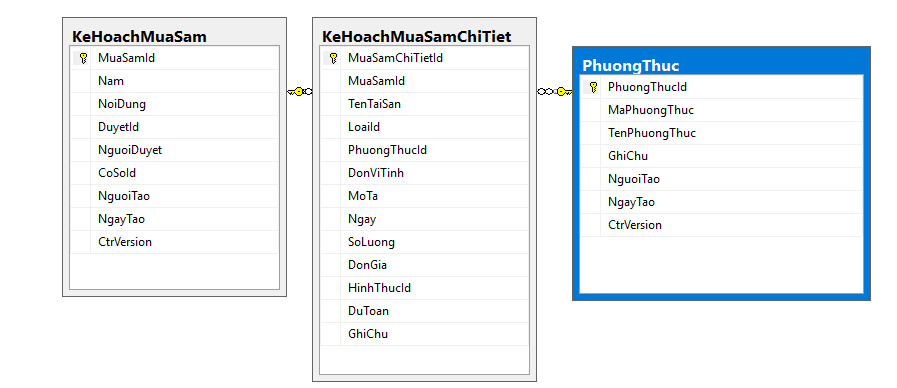 KeHoachMuaSam
MuaSamId
Nam
NoiDung
DuyetId
NguoiDuyet
CoSoId
NguoiTao
NgayTao
CtrVersion
KeHoachMuaSamChiTiet
MuaSamChiTietId
MuaSamId
TenTaiSan
LoaiId
PhuongThucId
DonViTinh
MoTa
Ngay
SoLuong
DonGia
HinhThucId
DuToan
GhiChu
PhuongThuc
PhuongThucId
MaPhuongThuc
TenPhuongThuc
GhiChu
NguoiTao
NgayTao
CtrVersion